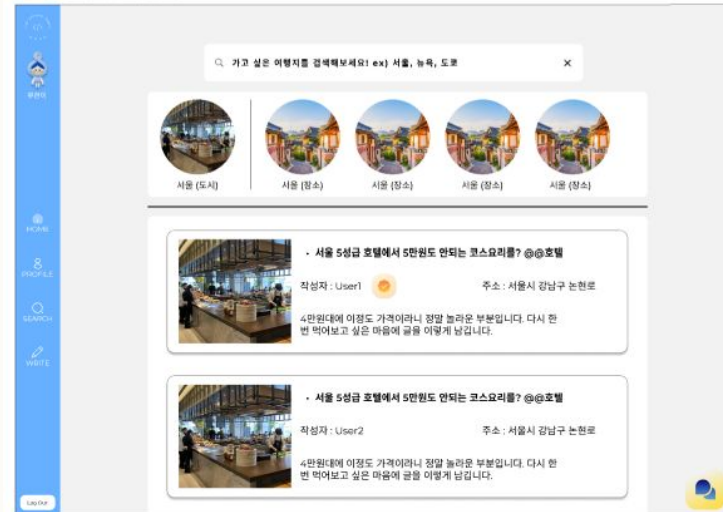 가고 싶은 여행지를 검색해보세요! ex) 서울, 뉴욕, 도쿄
서울 (도시)
서울 (장소)
서울 (장소)
서울 (장소)
서울 (장소)
HOME
PROFILE
SEARCH
WRITE
Log Out
• 서울 5성급 호텔에서 5만원도 안되는 코스요리를? @@호텔
작성자 : User1
주소 : 서울시 강남구 논현로
4만원대에 이정도 가격이라니 정말 놀라운 부분입니다. 다시 한
번 먹어보고 싶은 마음에 글을 이렇게 남깁니다.
• 서울 5성급 호텔에서 5만원도 안되는 코스요리를? @@호텔
작성자 : User2
주소 : 서울시 강남구 논현로
4만원대에 이정도 가격이라니 정말 놀라운 부분입니다. 다시 한
번 먹어보고 싶은 마음에 글을 이렇게 남깁니다.